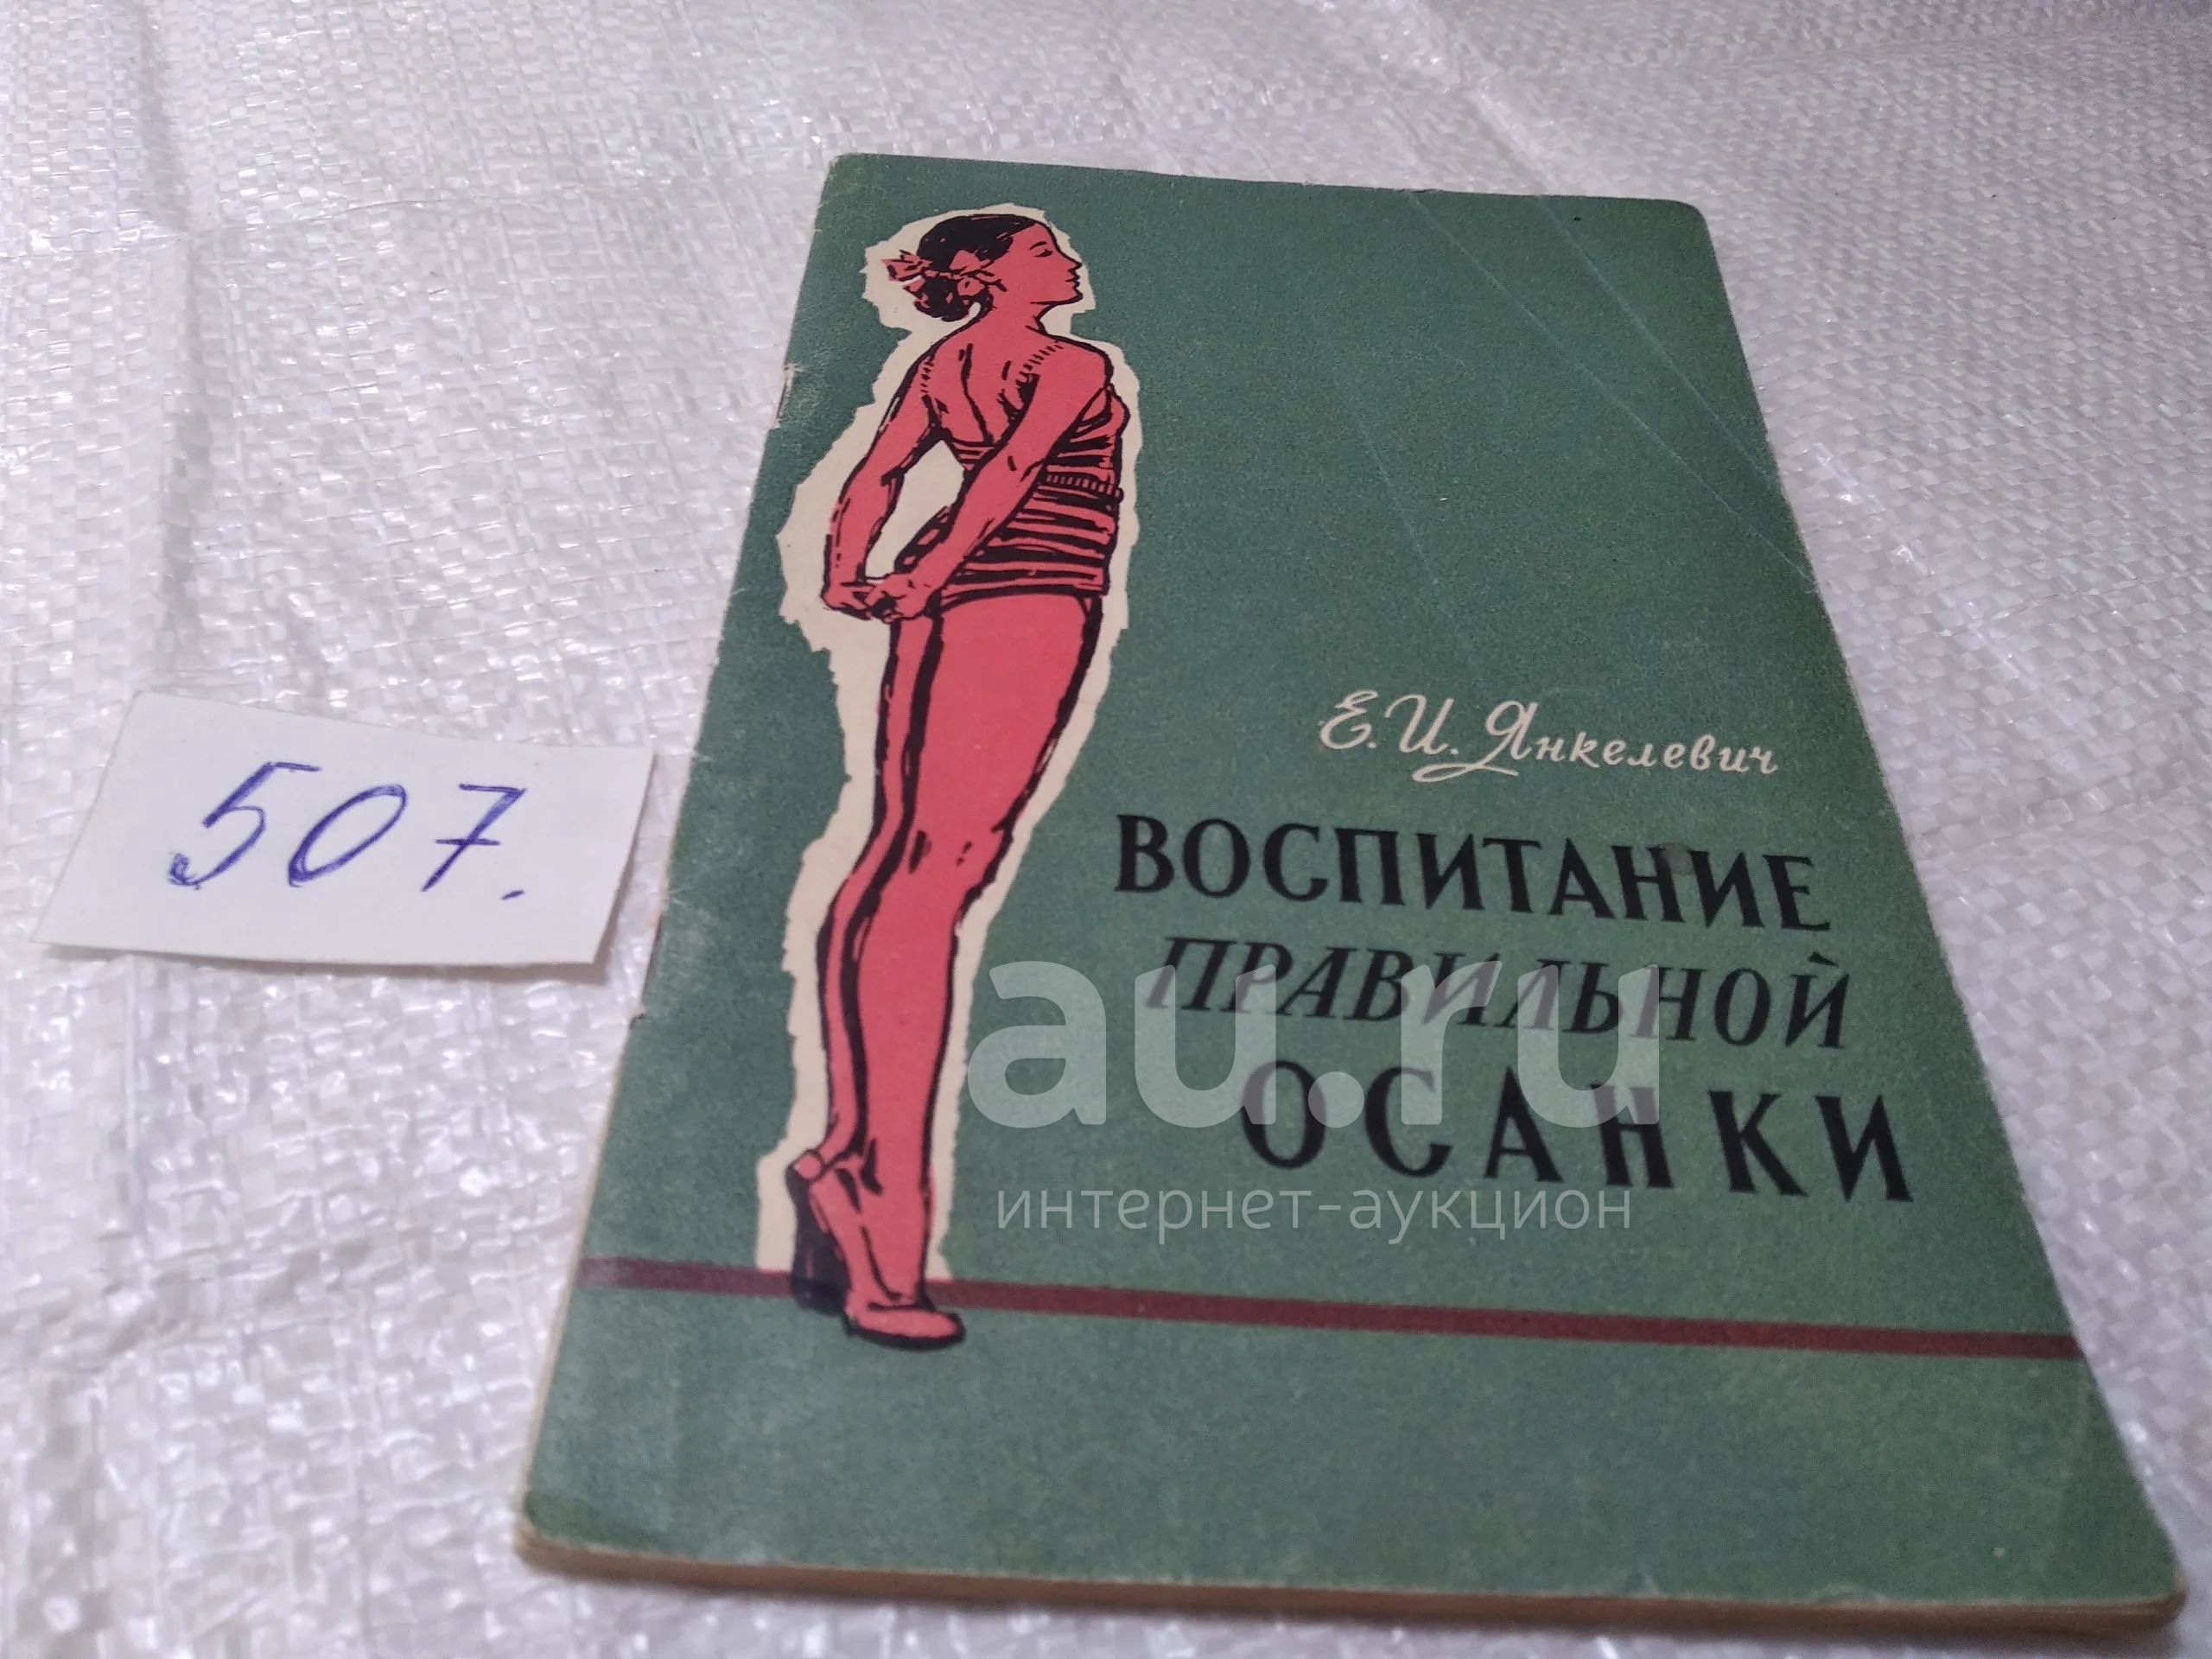 507.
Е. И. Янкелевич
ВОСПИТАНИЕ
ПРАВИЛЬНОЙ
ОСАНКИ
au.ru
интернет-аукцион